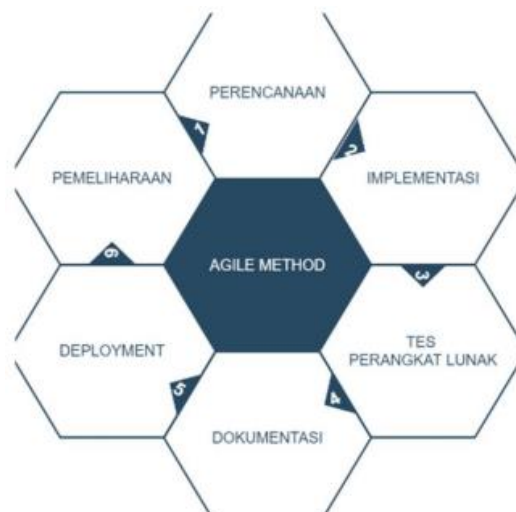 PERENCANAAN
1
2
PEMELIHARAAN
IMPLEMENTASI
AGILE METHOD
6
3
DEPLOYMENT
TES
PERANGKAT LUNAK
5
4
DOKUMENTASI